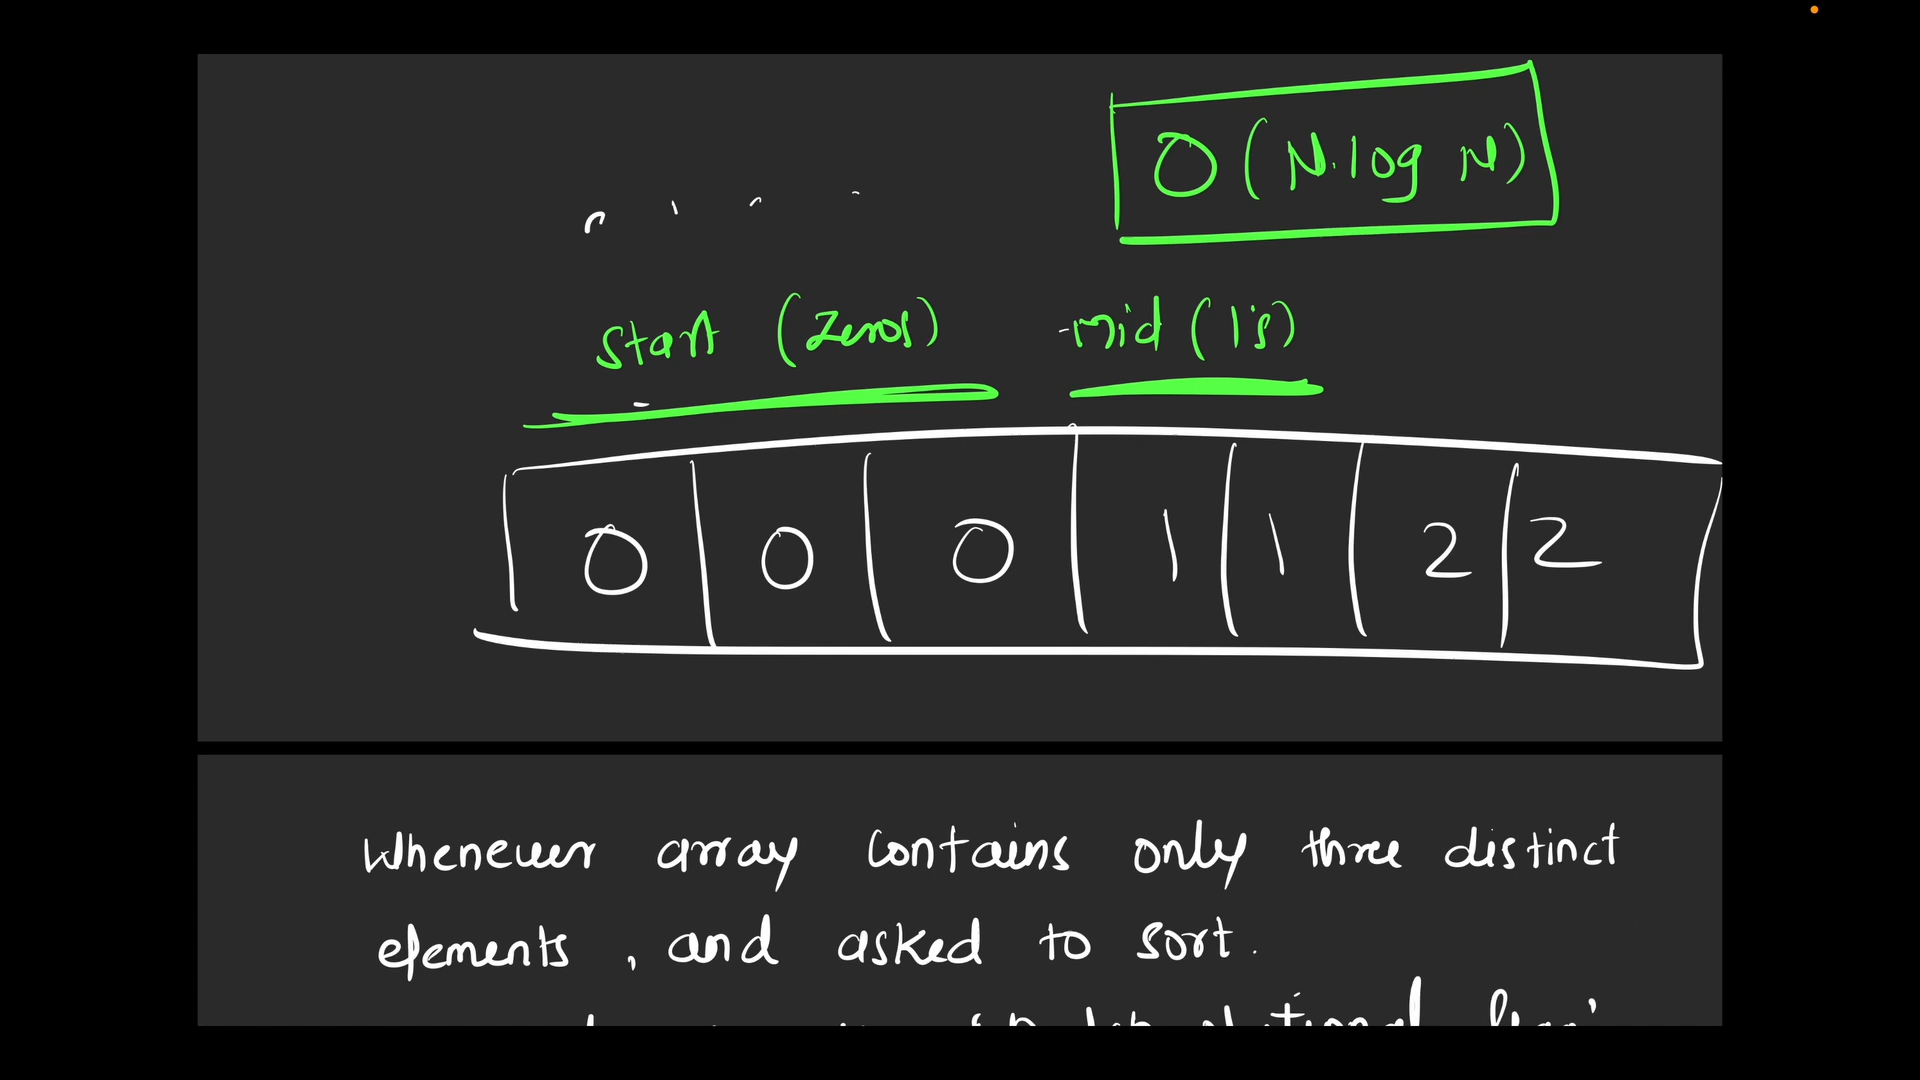 O(N.log N)
start (zeros) mid (1's)
0 0 0 1 1 2 2
Whenever array contains only three distinct
elements, and asked to sort.